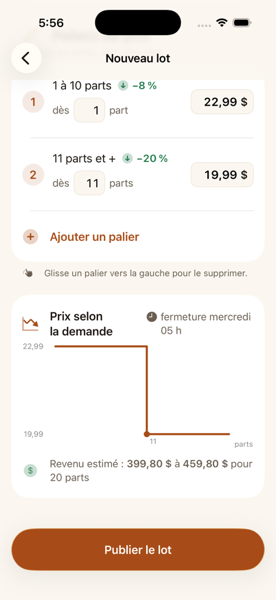 5:56
Nouveau lot
1 à 10 parts −8 %
1
dès 1 part
22,99 $
11 parts et + −20 %
2
dès 11 parts
19,99 $
+ Ajouter un palier
Glisse un palier vers la gauche pour le supprimer.
Prix selon
la demande
fermeture mercredi
05 h
22,99
19,99
11
parts
$
Revenu estimé : 399,80 $ à 459,80 $ pour
20 parts
Publier le lot